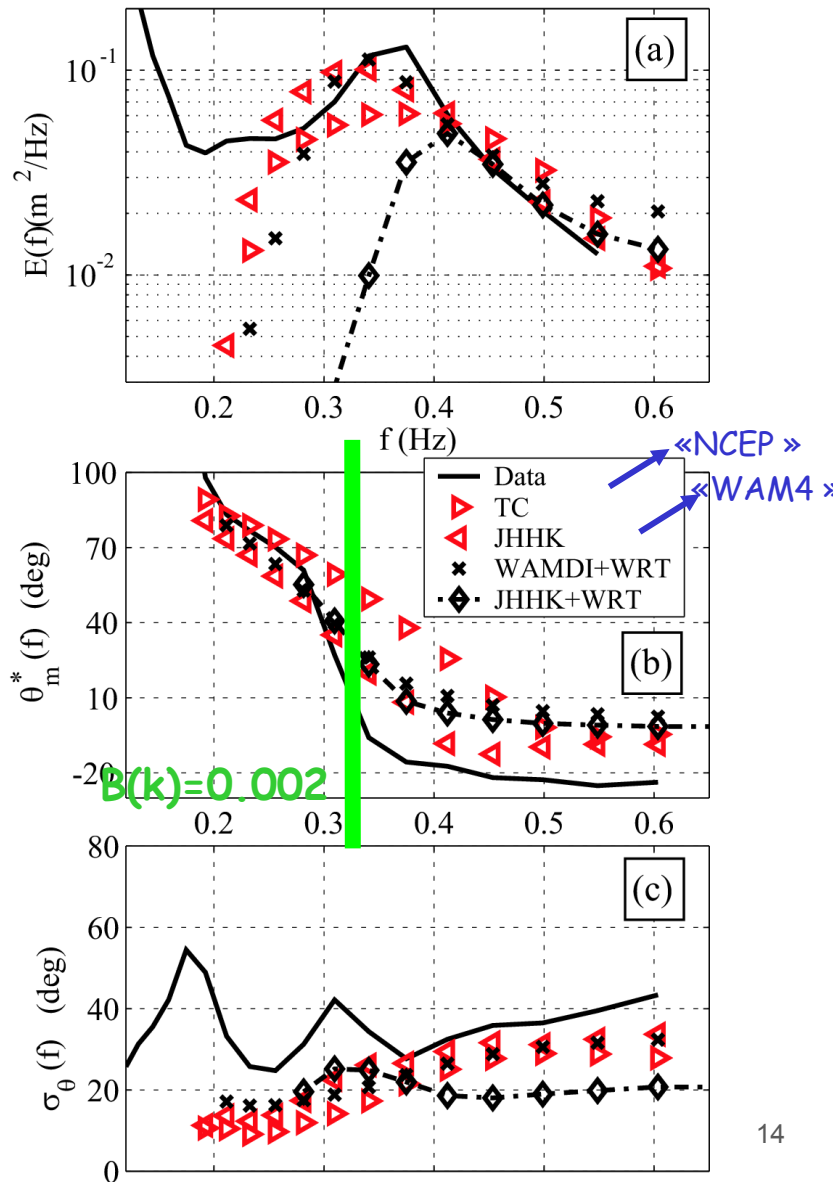 (a)
10⁻¹
10⁻²
E(f)(m ²/Hz)
0.2 0.3 0.4 0.5 0.6
f (Hz)
«NCEP »
«WAM4 »
Data
TC
JHHK
WAMDI+WRT
JHHK+WRT
100
70
40
10
-20
θ*m(f) (deg)
(b)
B(k)=0.002
0.2 0.3 0.4 0.5 0.6
80
60
40
20
0
σθ(f) (deg)
(c)
14